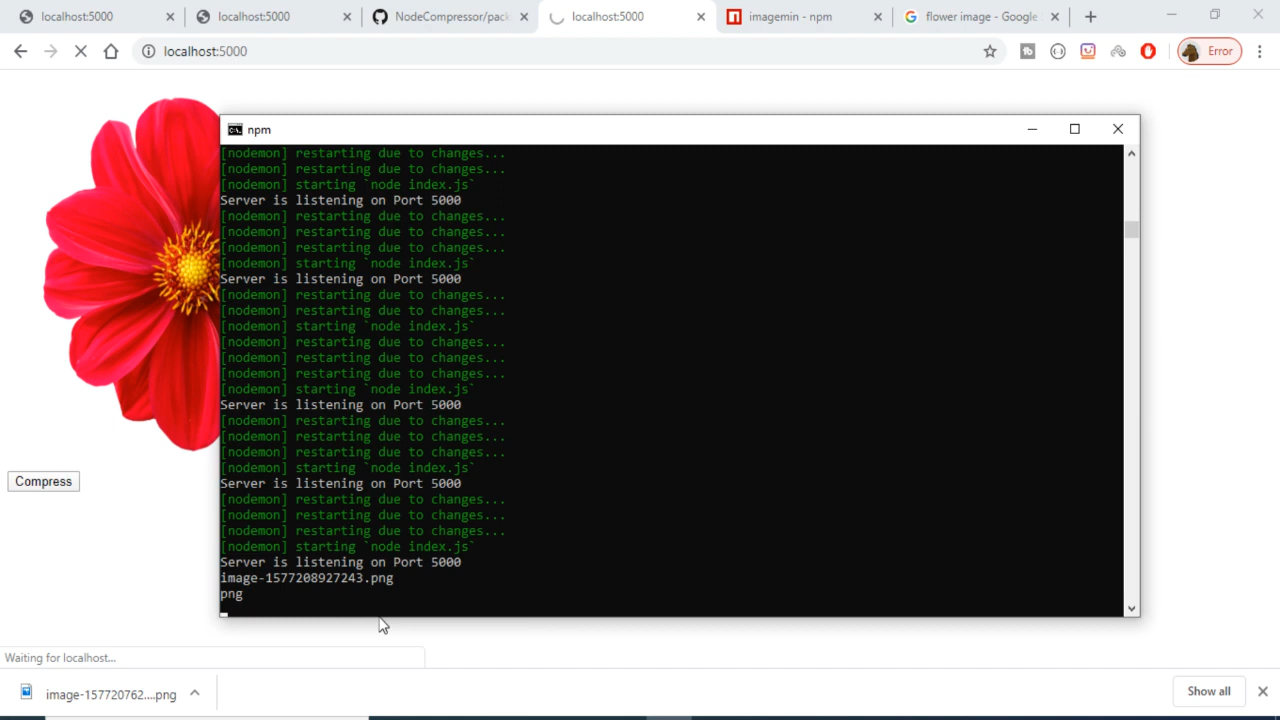 localhost:5000
localhost:5000
NodeCompressor/pack
localhost:5000
imagemin - npm
flower image - Google
localhost:5000
Error
npm
[nodemon] restarting due to changes...
[nodemon] restarting due to changes...
[nodemon] starting `node index.js`
Server is listening on Port 5000
[nodemon] restarting due to changes...
[nodemon] restarting due to changes...
[nodemon] restarting due to changes...
[nodemon] starting `node index.js`
Server is listening on Port 5000
[nodemon] restarting due to changes...
[nodemon] restarting due to changes...
[nodemon] starting `node index.js`
[nodemon] restarting due to changes...
[nodemon] restarting due to changes...
[nodemon] restarting due to changes...
[nodemon] starting `node index.js`
Server is listening on Port 5000
[nodemon] restarting due to changes...
[nodemon] restarting due to changes...
[nodemon] restarting due to changes...
[nodemon] starting `node index.js`
Server is listening on Port 5000
[nodemon] restarting due to changes...
[nodemon] restarting due to changes...
[nodemon] restarting due to changes...
[nodemon] starting `node index.js`
Server is listening on Port 5000
image-1577208927243.png
png
Compress
Waiting for localhost...
image-157720762....png
Show all